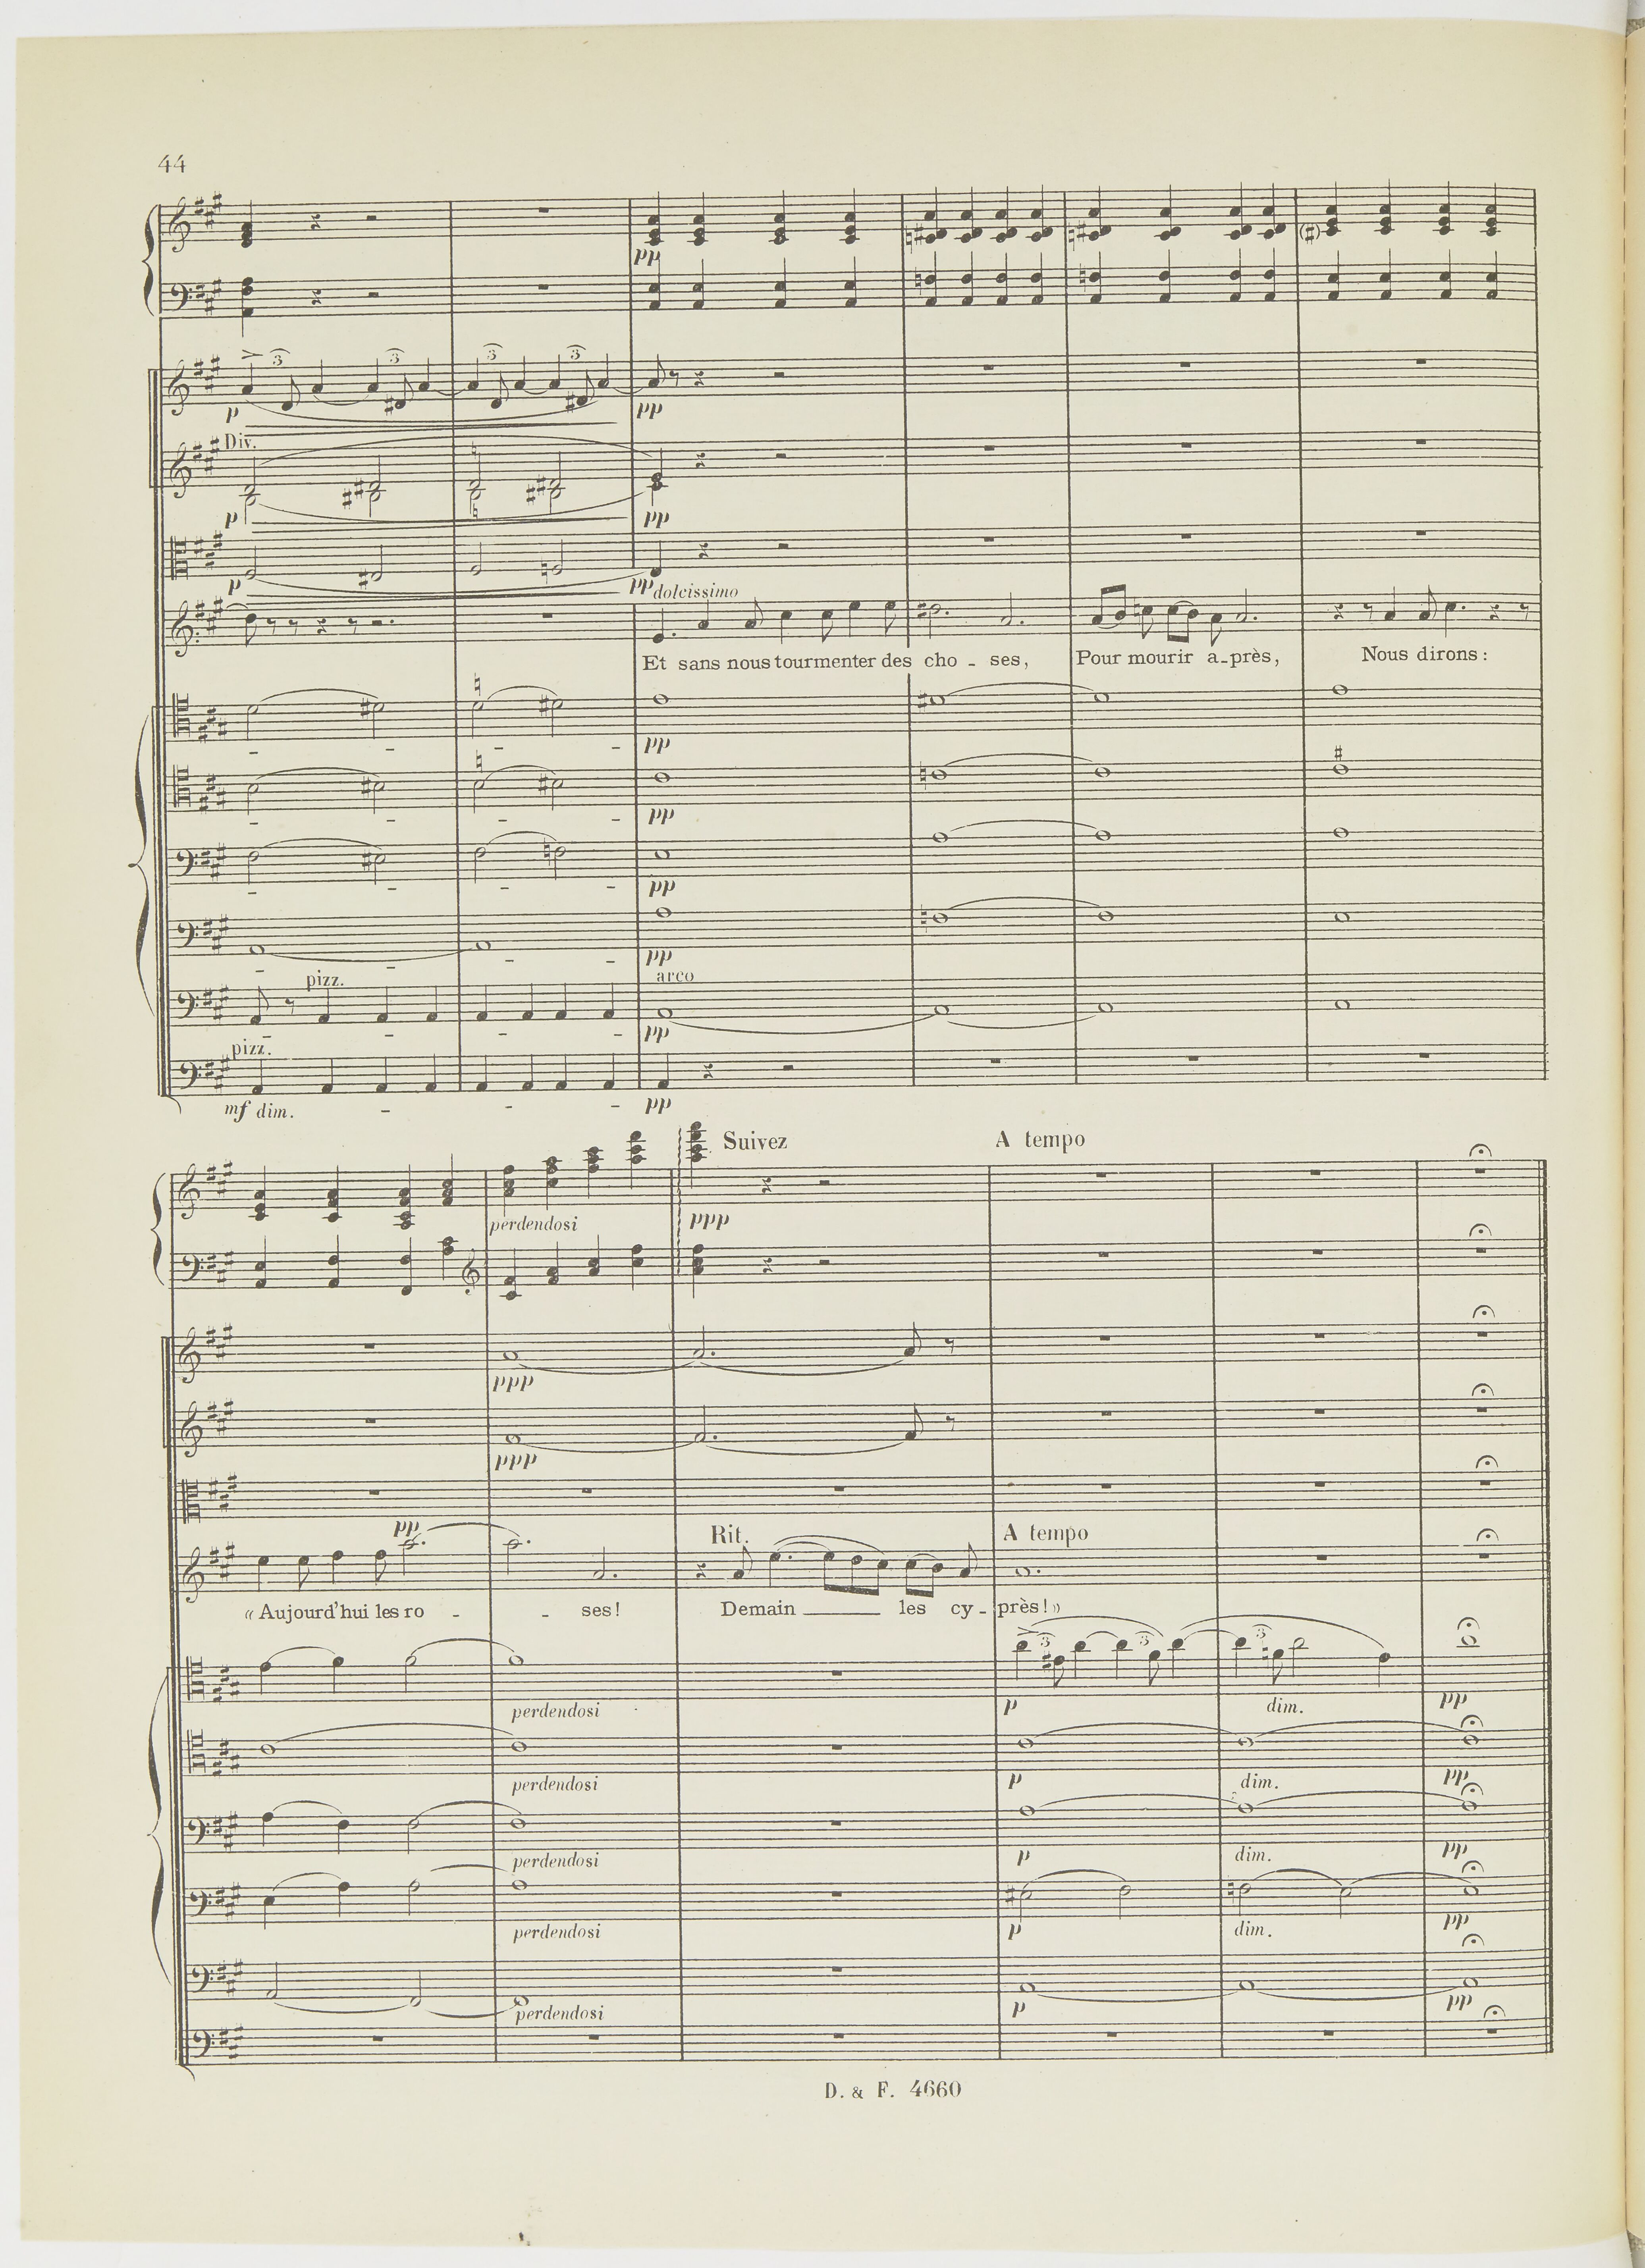 44
pp
3 3 3 3
p pp
Div.
p pp
p pp dolcissimo
Et sans nous tourmenter des cho - ses, Pour mourir a-près, Nous dirons :
pp
pp
pp
pp
pizz. arco
pp
pizz.
mf dim. - - - pp
Suivez A tempo
perdendosi ppp
ppp
ppp
pp Rit. A tempo
« Aujourd'hui les ro - - ses! Demain les cy - près! »
3 3 3
perdendosi p dim. pp
perdendosi p dim. pp
perdendosi p dim. pp
perdendosi p dim. pp
perdendosi p pp
D. & F. 4660